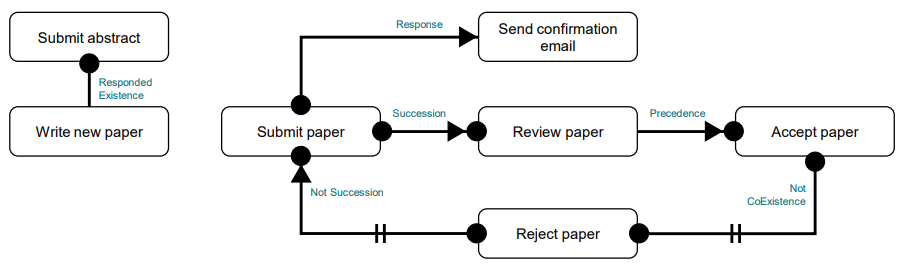 Submit abstract
Responded
Existence
Write new paper
Response
Send confirmation
email
Submit paper
Succession
Review paper
Precedence
Accept paper
Not Succession
Not
CoExistence
Reject paper